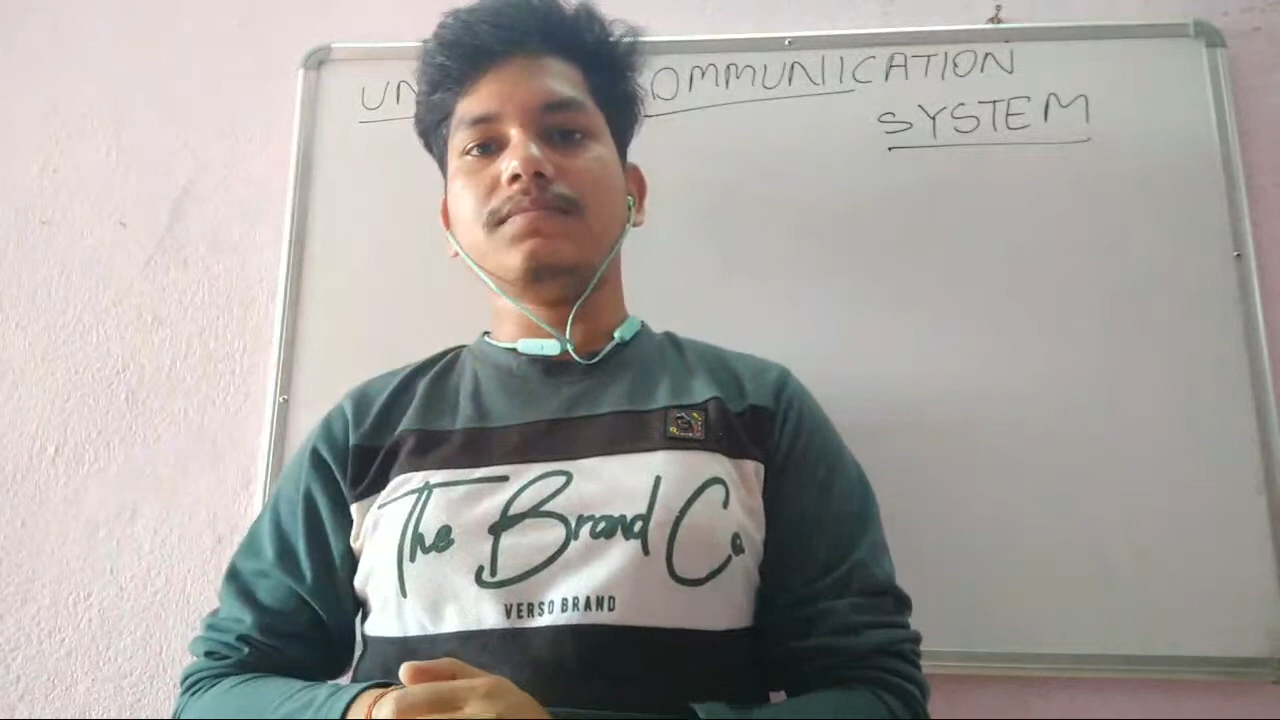 UN OMMUNICATION
SYSTEM
The Brand Co
VERSO BRAND